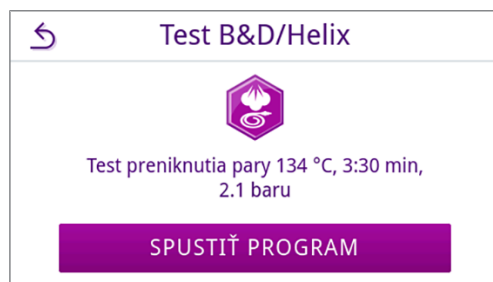 Test B&D/Helix
Test preniknutia pary 134 °C, 3:30 min,
2.1 baru
SPUSTIŤ PROGRAM